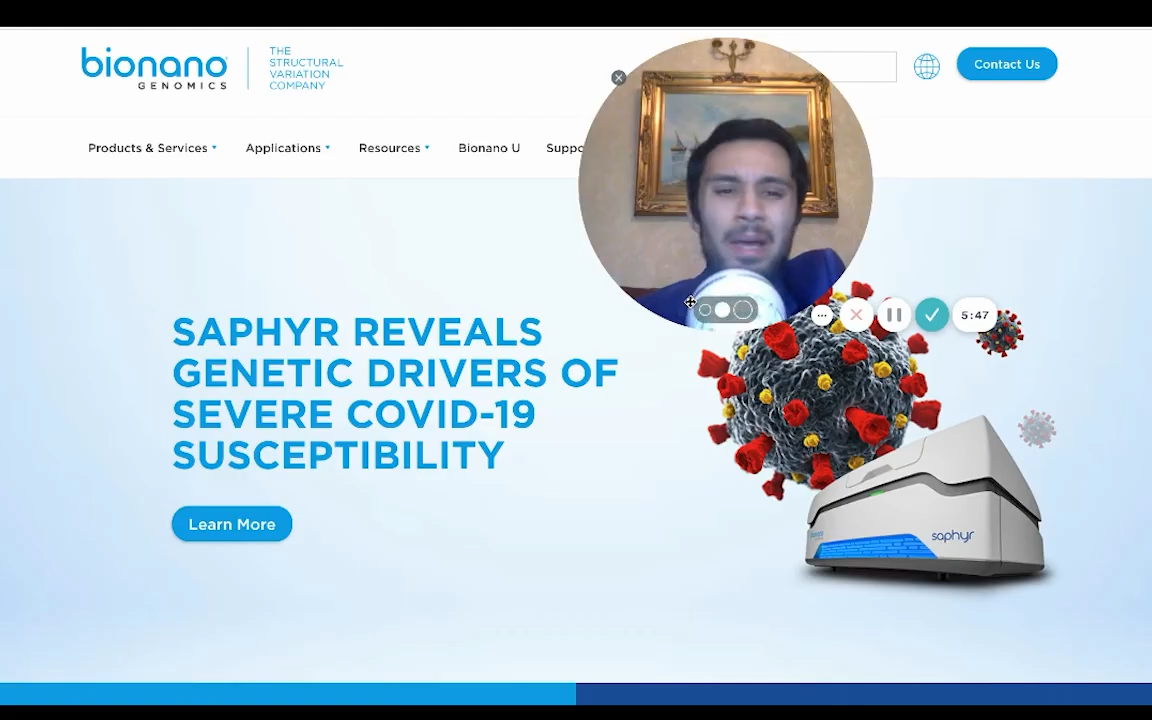 bionano
GENOMICS
THE
STRUCTURAL
VARIATION
COMPANY
Contact Us
Products & Services
Applications
Resources
Bionano U
SAPHYR REVEALS
GENETIC DRIVERS OF
SEVERE COVID-19
SUSCEPTIBILITY
Learn More
5:47
saphyr